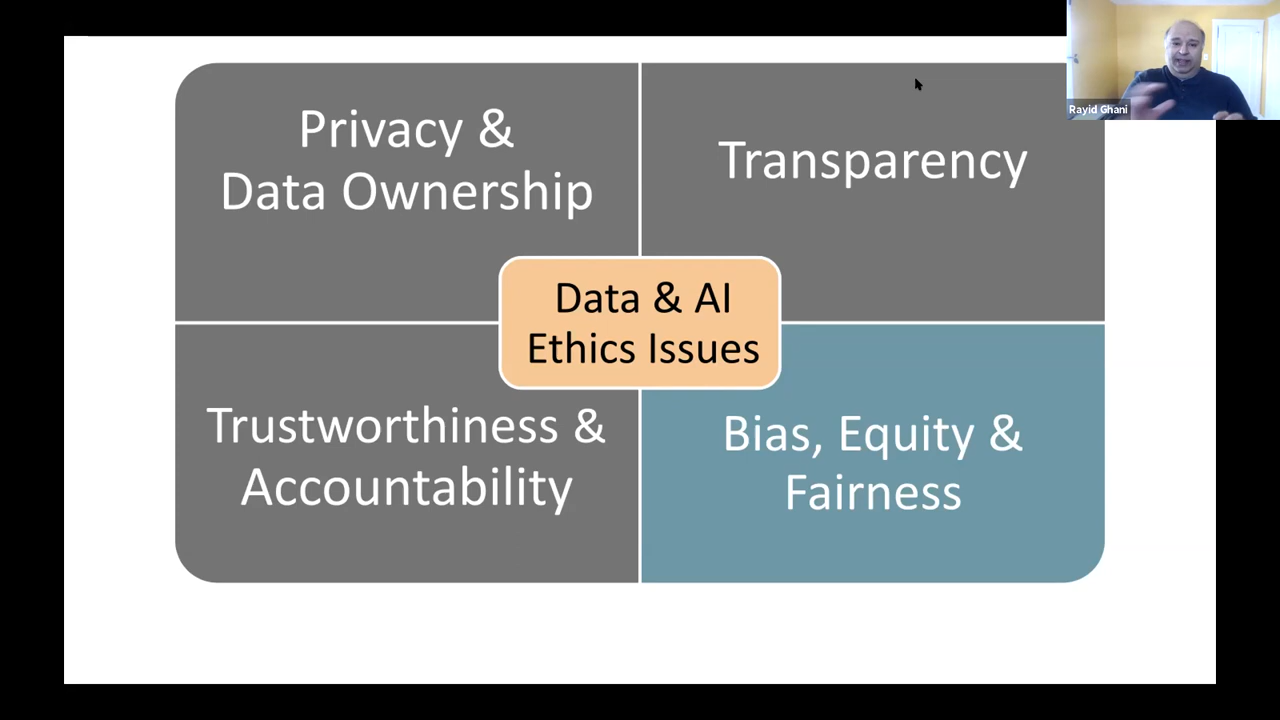 Privacy &
Data Ownership
Transparency
Data & AI
Ethics Issues
Trustworthiness &
Accountability
Bias, Equity &
Fairness
Rayid Ghani